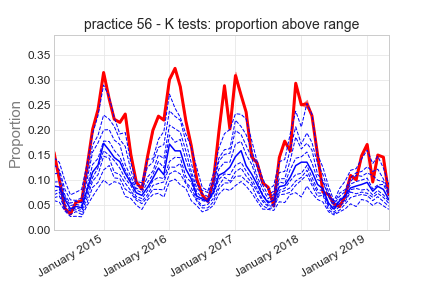 practice 56 - K tests: proportion above range
Proportion
0.35
0.30
0.25
0.20
0.15
0.10
0.05
0.00
January 2015
January 2016
January 2017
January 2018
January 2019